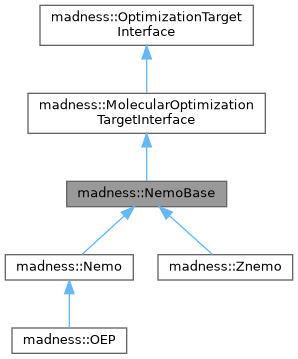 madness::OptimizationTarget
Interface
madness::MolecularOptimization
TargetInterface
madness::NemoBase
madness::Nemo
madness::Znemo
madness::OEP